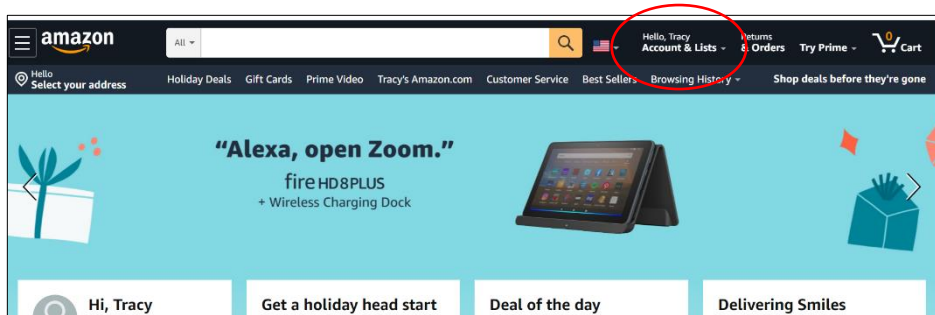 amazon
All
Hello, Tracy
Account & Lists
Returns
& Orders
Try Prime
0
Cart
Hello
Select your address
Holiday Deals
Gift Cards
Prime Video
Tracy's Amazon.com
Customer Service
Best Sellers
Browsing History
Shop deals before they're gone
“Alexa, open Zoom.”
fire HD 8 PLUS
+ Wireless Charging Dock
Hi, Tracy
Get a holiday head start
Deal of the day
Delivering Smiles